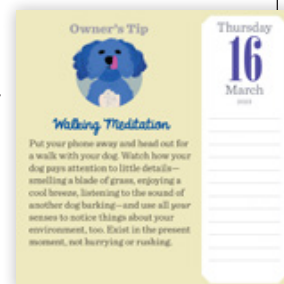 Owner's Tip
Walking Meditation
Put your phone away and head out for
a walk with your dog. Watch how your
dog pays attention to little details—
smelling a blade of grass, enjoying a
cool breeze, listening to the sound of
another dog barking—and use all your
senses to notice things about your
environment, too. Exist in the present
moment, not hurrying or rushing.
Thursday
16
March